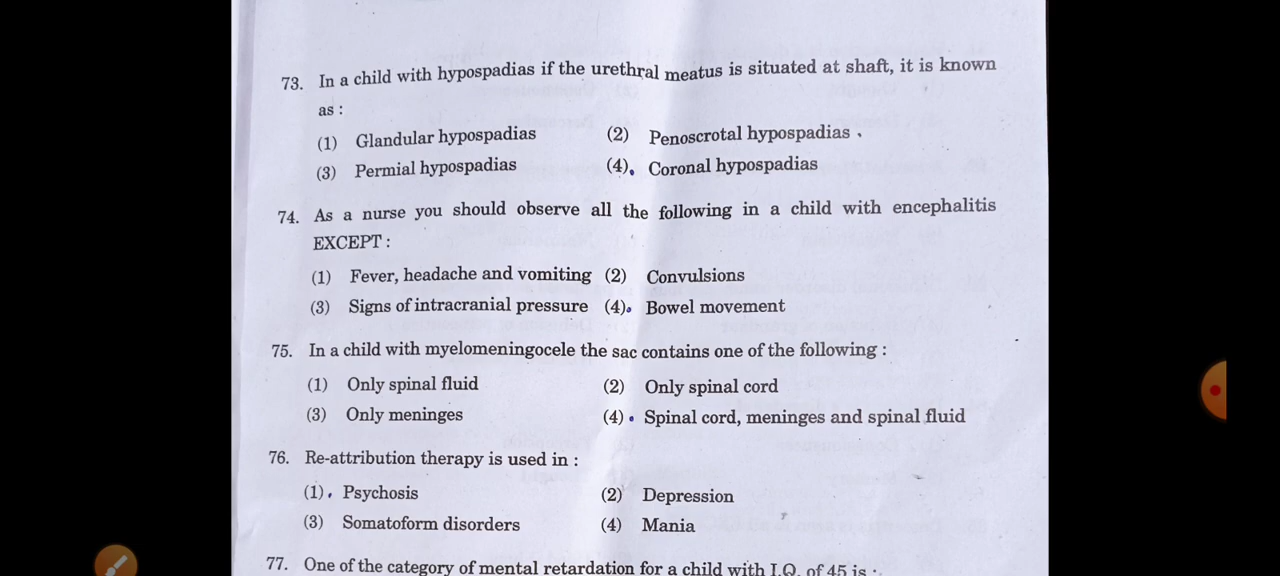 73. In a child with hypospadias if the urethral meatus is situated at shaft, it is known
as :
(1) Glandular hypospadias (2) Penoscrotal hypospadias
(3) Permial hypospadias (4) Coronal hypospadias
74. As a nurse you should observe all the following in a child with encephalitis
EXCEPT :
(1) Fever, headache and vomiting (2) Convulsions
(3) Signs of intracranial pressure (4) Bowel movement
75. In a child with myelomeningocele the sac contains one of the following :
(1) Only spinal fluid (2) Only spinal cord
(3) Only meninges (4) Spinal cord, meninges and spinal fluid
76. Re-attribution therapy is used in :
(1) Psychosis (2) Depression
(3) Somatoform disorders (4) Mania
77. One of the category of mental retardation for a child with I.Q. of 45 is :